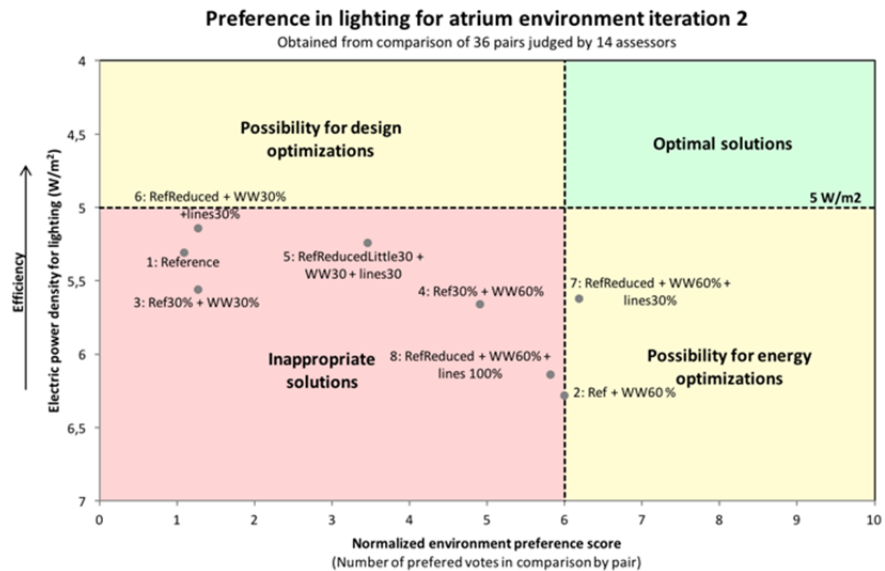 Preference in lighting for atrium environment iteration 2
Obtained from comparison of 36 pairs judged by 14 assessors
Efficiency
Electric power density for lighting (W/m²)
4
4,5
5
5,5
6
6,5
7
Possibility for design
optimizations
Optimal solutions
5 W/m2
6: RefReduced + WW30%
+lines30%
1: Reference
3: Ref30% + WW30%
5: RefReducedLittle30 +
WW30 + lines30
4: Ref30% + WW60%
7: RefReduced + WW60% +
lines30%
Inappropriate
solutions
8: RefReduced + WW60% +
lines 100%
2: Ref + WW60 %
Possibility for energy
optimizations
0 1 2 3 4 5 6 7 8 9 10
Normalized environment preference score
(Number of prefered votes in comparison by pair)